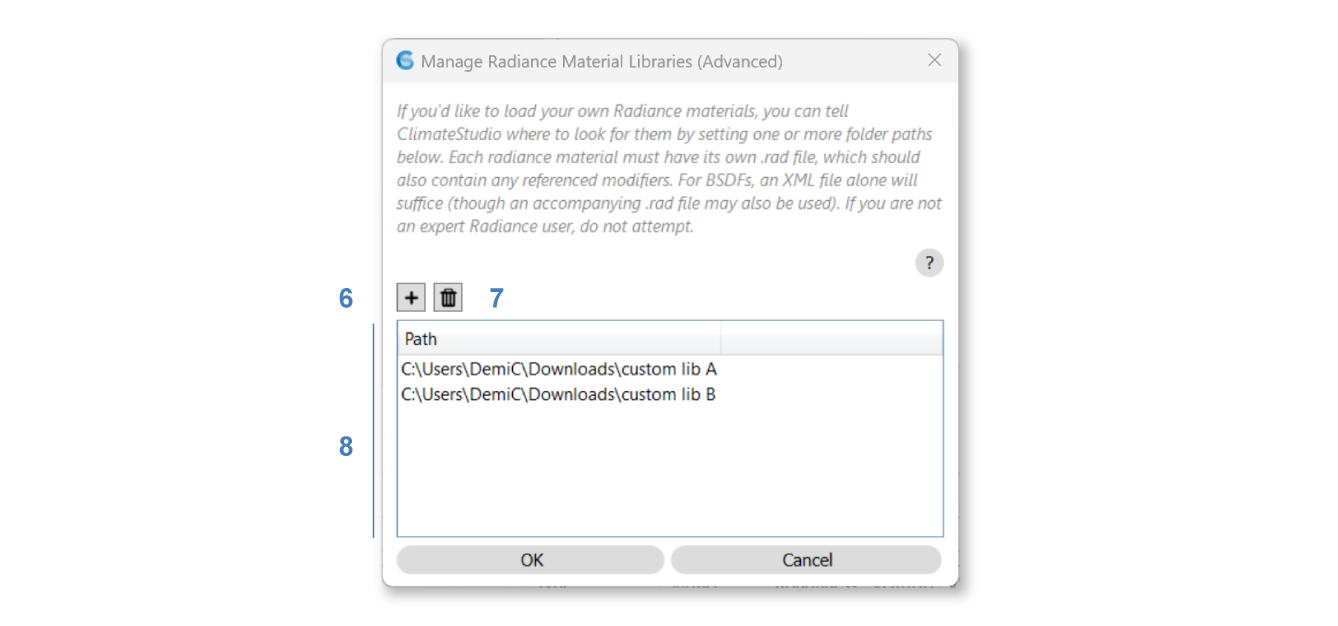 Manage Radiance Material Libraries (Advanced)
If you'd like to load your own Radiance materials, you can tell
ClimateStudio where to look for them by setting one or more folder paths
below. Each radiance material must have its own .rad file, which should
also contain any referenced modifiers. For BSDFs, an XML file alone will
suffice (though an accompanying .rad file may also be used). If you are not
an expert Radiance user, do not attempt.
?
6 + 7
Path
C:\Users\DemiC\Downloads\custom lib A
C:\Users\DemiC\Downloads\custom lib B
8
OK Cancel